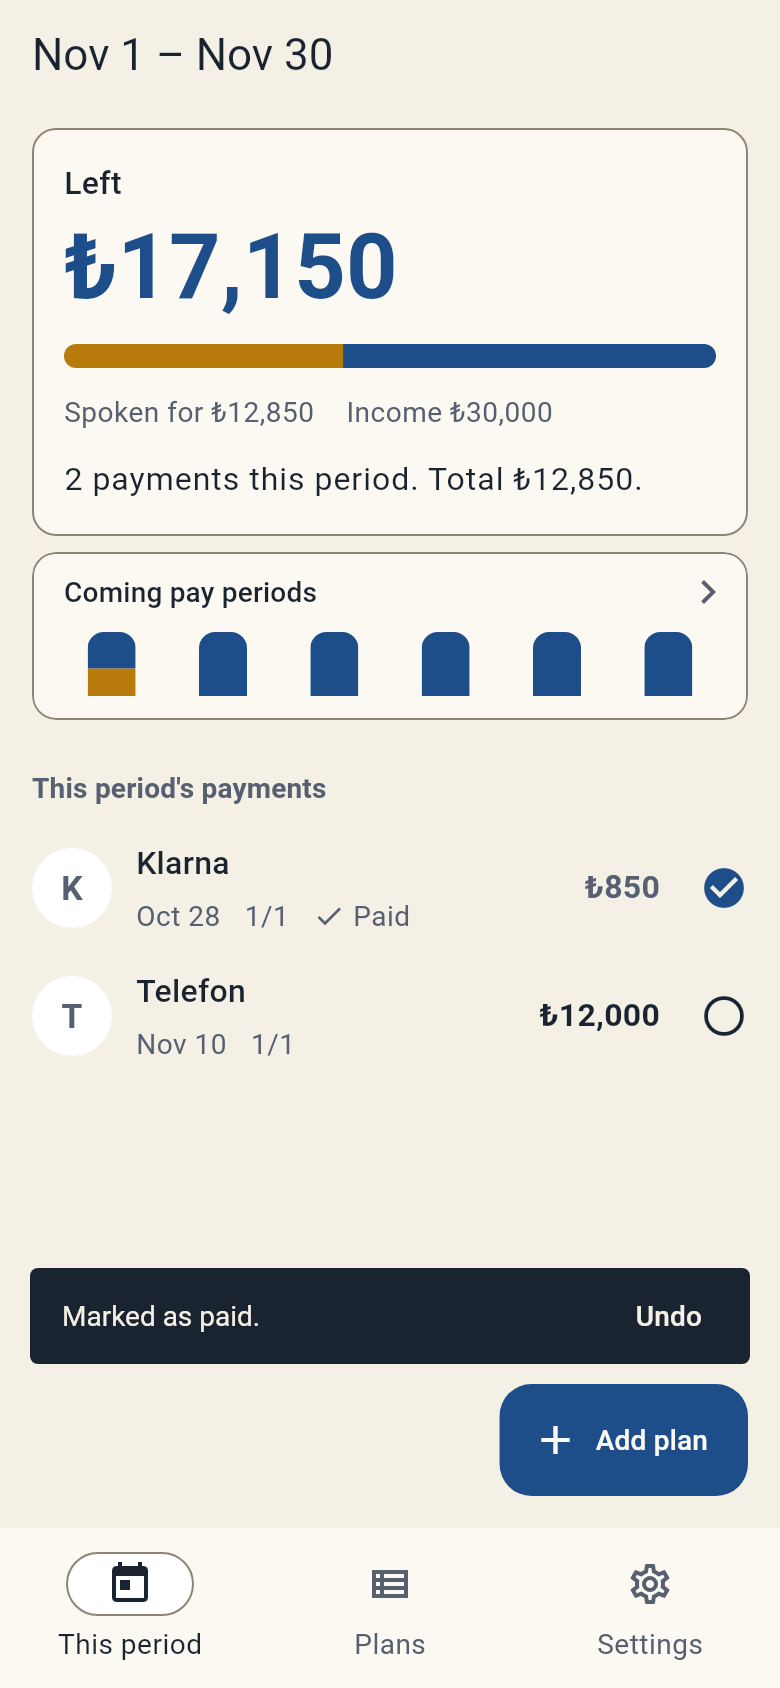 Nov 1 – Nov 30
Left
₺17,150
Spoken for ₺12,850 Income ₺30,000
2 payments this period. Total ₺12,850.
Coming pay periods
This period's payments
K
Klarna
Oct 28 1/1 Paid
₺850
T
Telefon
Nov 10 1/1
₺12,000
Marked as paid. Undo
Add plan
This period Plans Settings